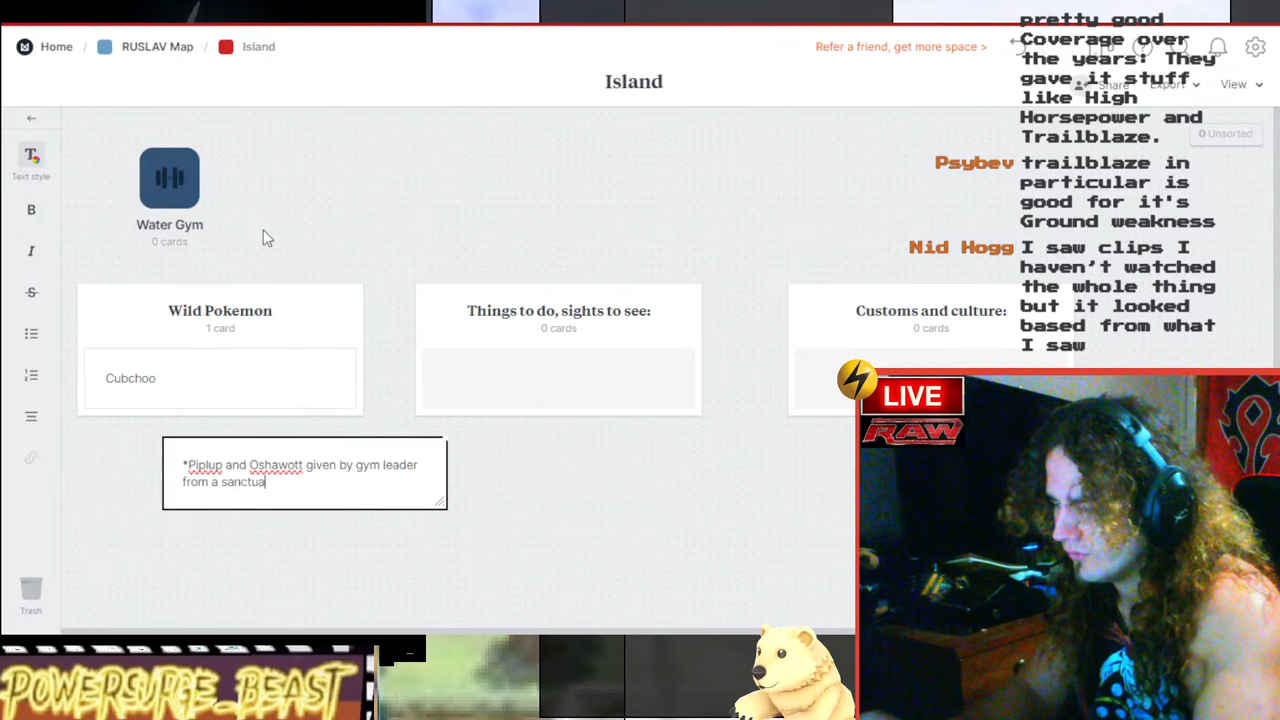 Home / RUSLAV Map / Island
Refer a friend, get more space >
Island
Share
Export
View
0 Unsorted
Text style
B
I
S
Trash
Water Gym
0 cards
Wild Pokemon
1 card
Cubchoo
Things to do, sights to see:
0 cards
Customs and culture:
0 cards
*Piplup and Oshawott given by gym leader
from a sanctua
pretty good
Coverage over
the years: They
gave it stuff
like High
Horsepower and
Trailblaze.
Psybev trailblaze in
particular is
good for it's
Ground weakness
Nid Hogg I saw clips I
haven't watched
the whole thing
but it looked
based from what
I saw
LIVE
RAW
POWERSURGE_BEAST